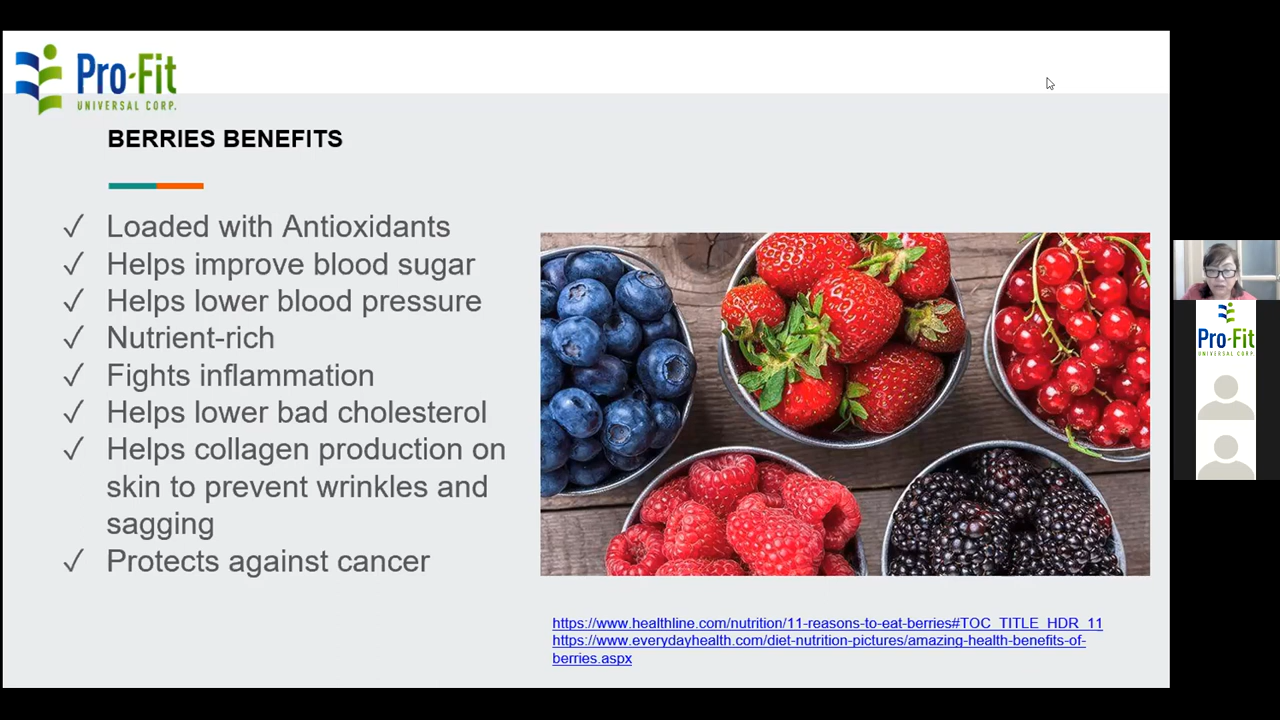 Pro-Fit
UNIVERSAL CORP.
BERRIES BENEFITS
✓ Loaded with Antioxidants
✓ Helps improve blood sugar
✓ Helps lower blood pressure
✓ Nutrient-rich
✓ Fights inflammation
✓ Helps lower bad cholesterol
✓ Helps collagen production on
skin to prevent wrinkles and
sagging
✓ Protects against cancer
https://www.healthline.com/nutrition/11-reasons-to-eat-berries#TOC_TITLE_HDR_11
https://www.everydayhealth.com/diet-nutrition-pictures/amazing-health-benefits-of-
berries.aspx
Pro-Fit
UNIVERSAL CORP.